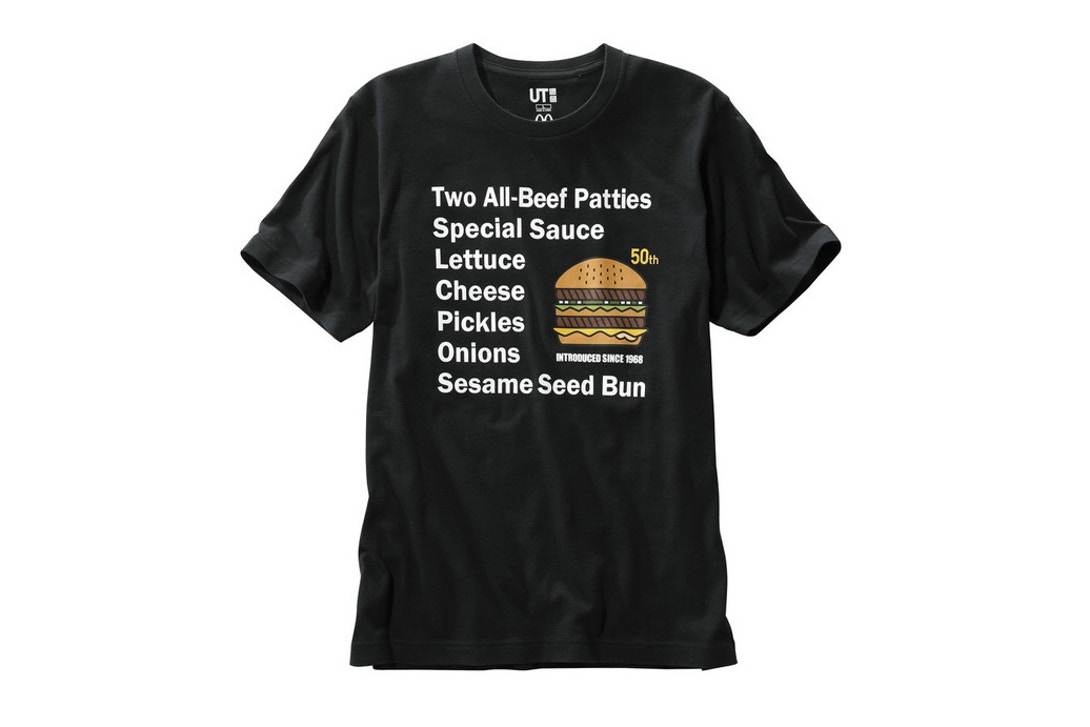 UT
Two All-Beef Patties
Special Sauce
Lettuce
50th
Cheese
Pickles
Onions
INTRODUCED SINCE 1968
Sesame Seed Bun